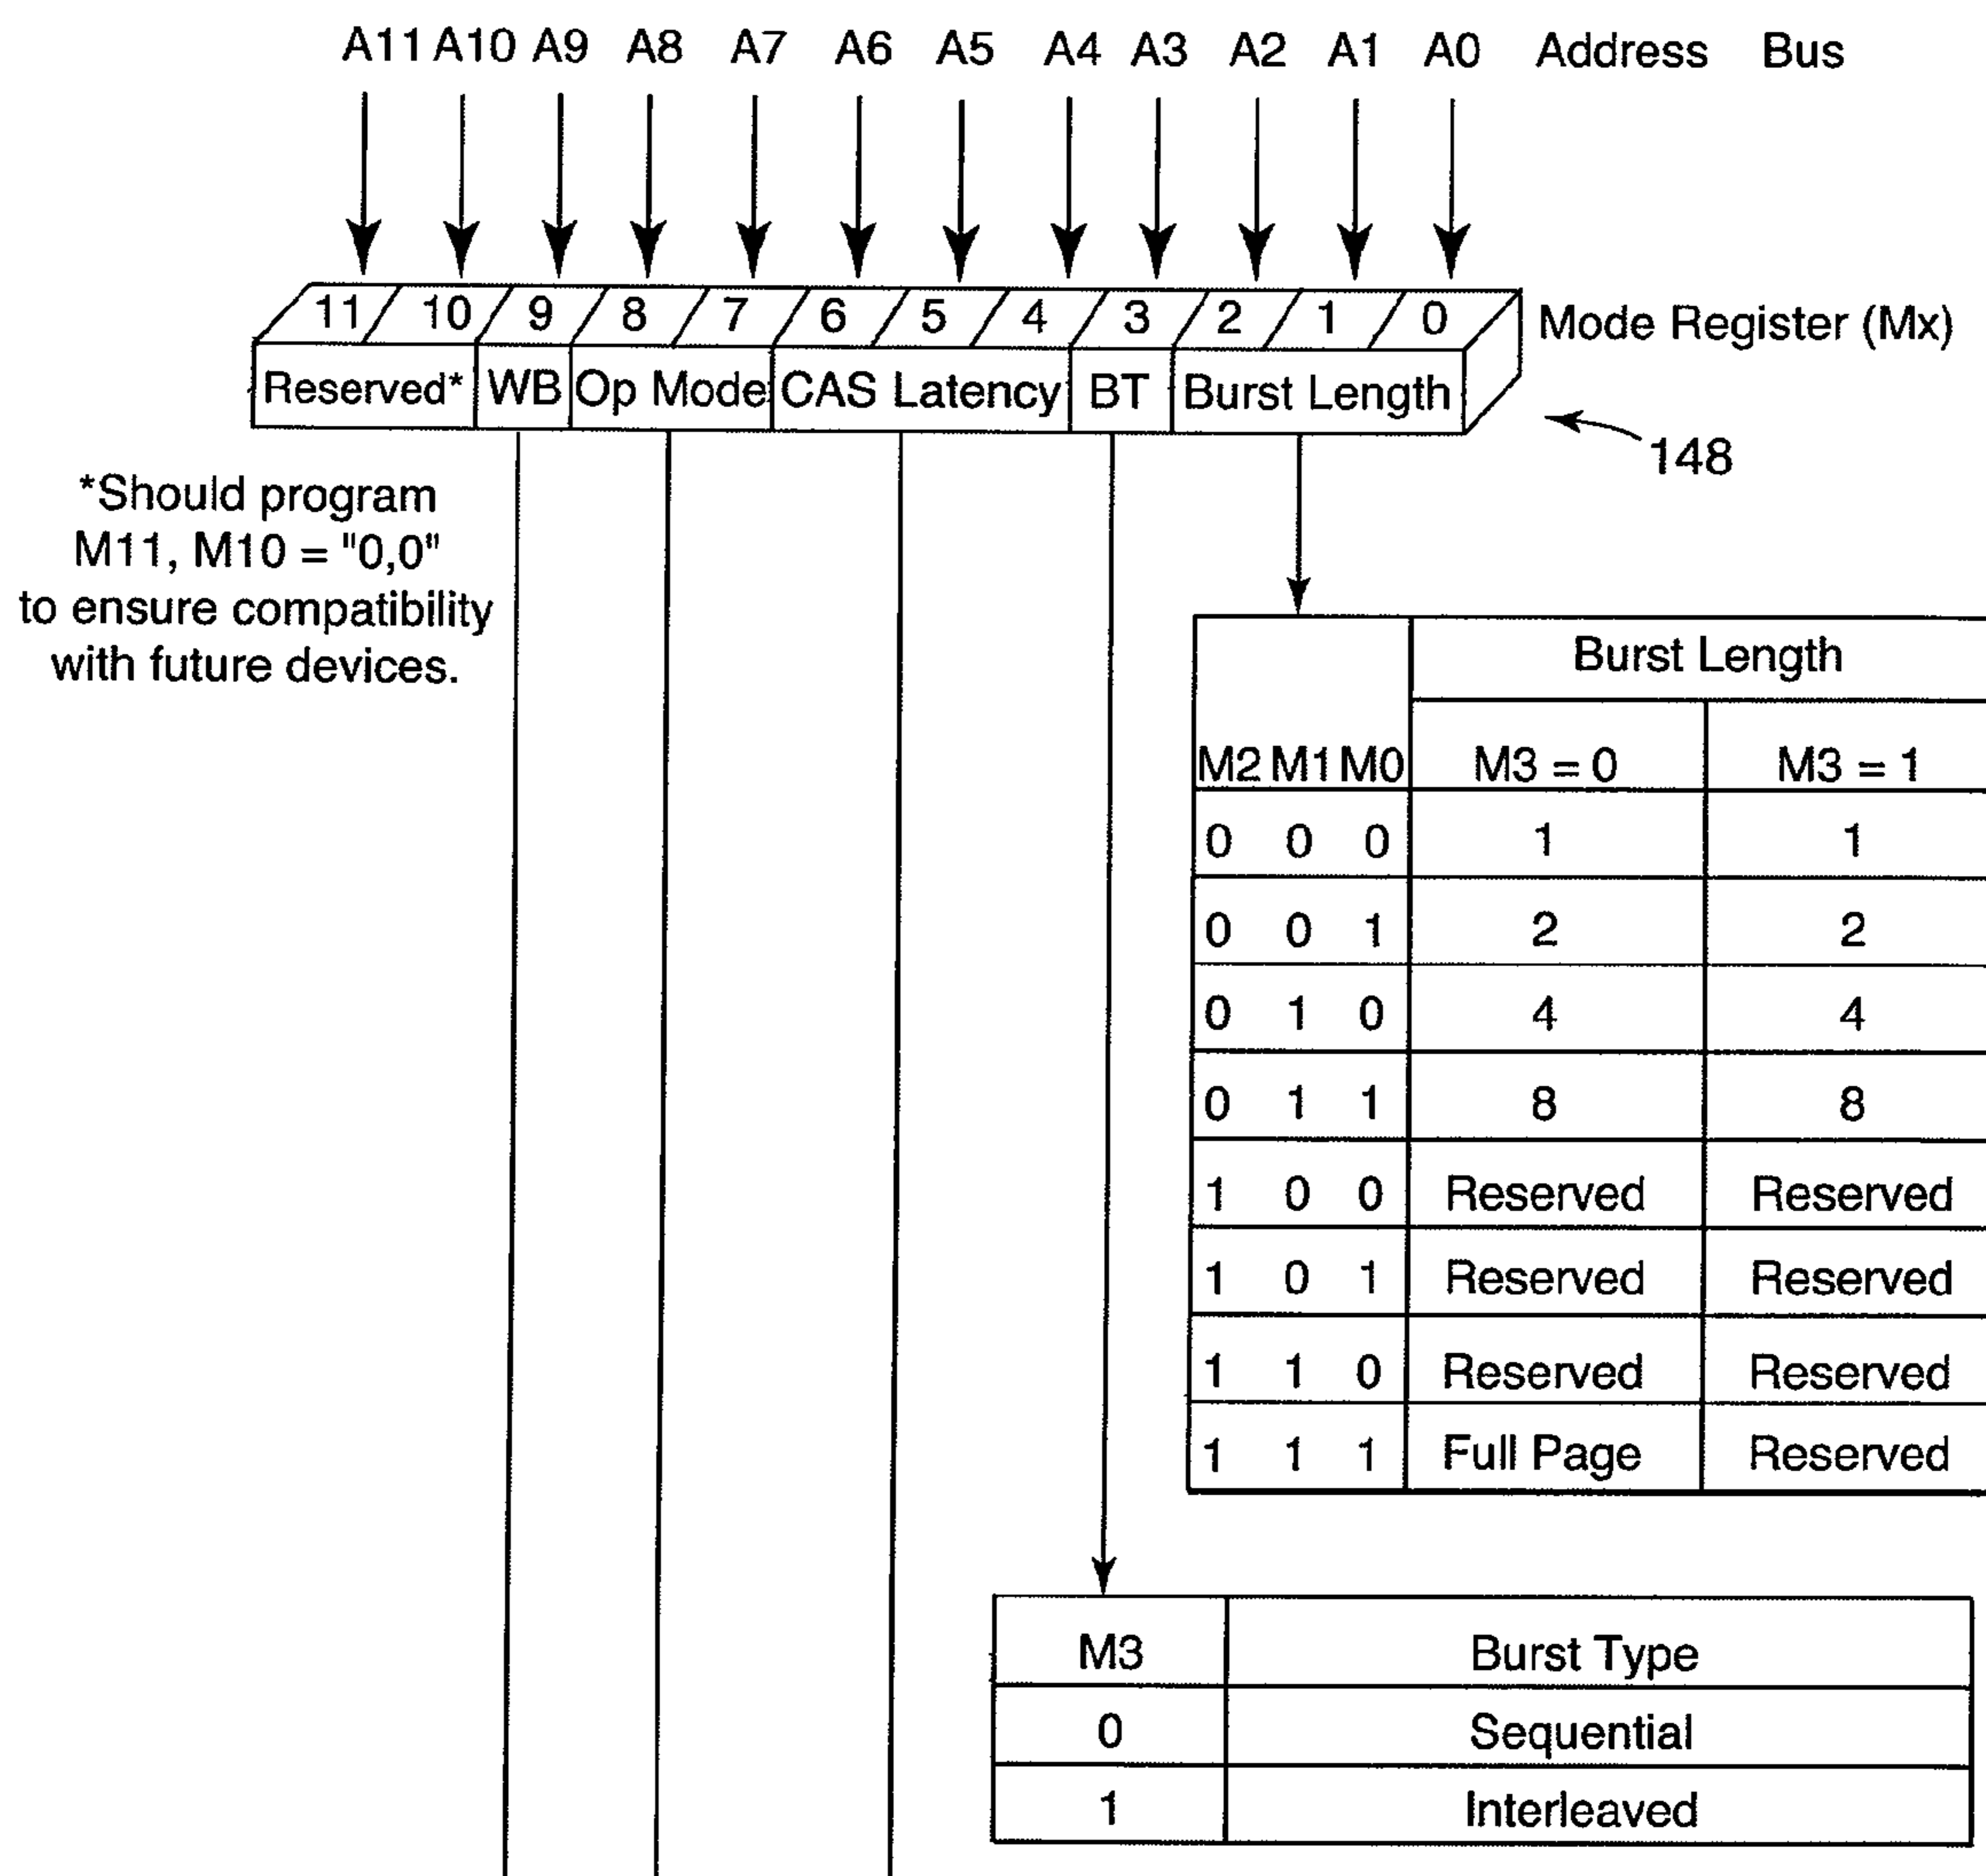 A11 A10 A9 A8 A7 A6 A5 A4 A3 A2 A1 A0 Address Bus
11 10 9 8 7 6 5 4 3 2 1 0 Mode Register (Mx)
Reserved* WB Op Mode CAS Latency BT Burst Length
148
*Should program
M11, M10 = "0,0"
to ensure compatibility
with future devices.
Burst Length
M2 M1 M0 M3 = 0 M3 = 1
0 0 0 1 1
0 0 1 2 2
0 1 0 4 4
0 1 1 8 8
1 0 0 Reserved Reserved
1 0 1 Reserved Reserved
1 1 0 Reserved Reserved
1 1 1 Full Page Reserved
M3 Burst Type
0 Sequential
1 Interleaved